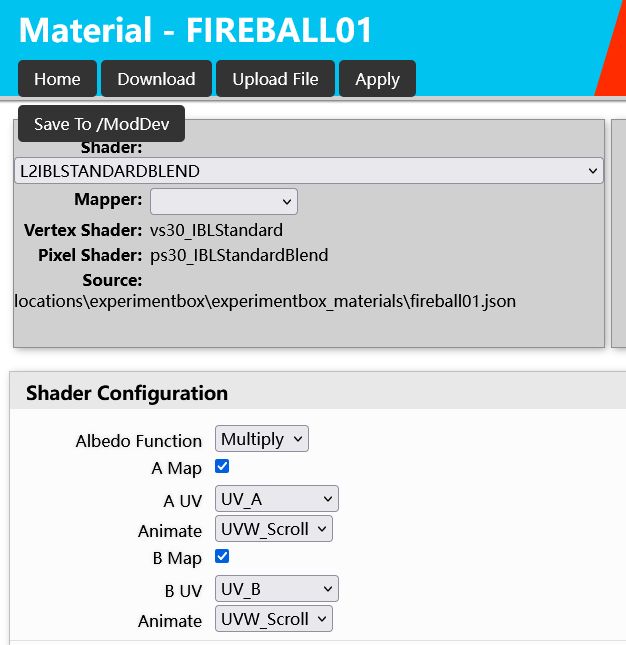 Material - FIREBALL01
Home Download Upload File Apply
Save To /ModDev
Shader:
L2IBLSTANDARDBLEND
Mapper:
Vertex Shader: vs30_IBLStandard
Pixel Shader: ps30_IBLStandardBlend
Source:
locations\experimentbox\experimentbox_materials\fireball01.json
Shader Configuration
Albedo Function Multiply
A Map
A UV UV_A
Animate UVW_Scroll
B Map
B UV UV_B
Animate UVW_Scroll